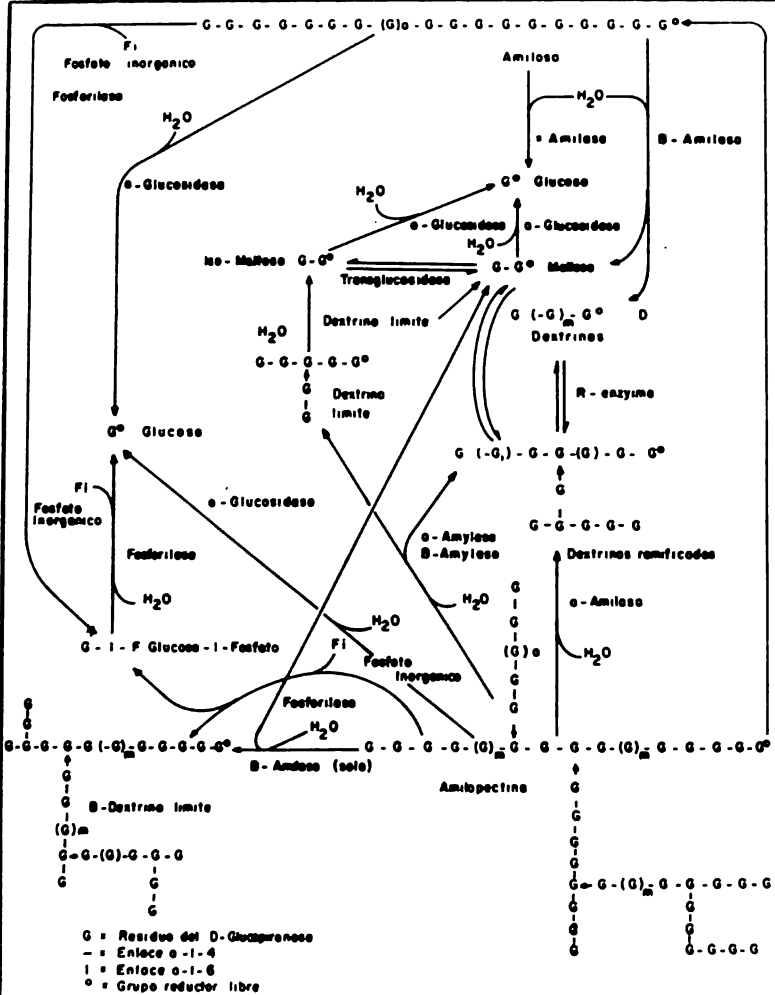 G-G-G-G-G-G-G-(G)a-G-G-G-G-G-G-G-G-G-G°
Fi
Fosfato inorganico
Fosforilasa
Amilosa
H2O
H2O
= Amilasa
B-Amilasa
a-Glucosidasa
G° Glucosa
H2O
a-Glucosidasa
a-Glucosidasa
H2O
Iso-Maltosa G-G°
G-G° Maltosa
Transglucosidasa
G (-G)m-G° D
Dextrinas
H2O
Dextrina limite
G-G-G-G-G°
R-enzyma
G
G
Dextrina
limite
G° Glucosa
G (-G,)-G-G-(G)-G-G°
G
G-G-G-G-G
Fi
Fosfato
Inorganico
a-Glucosidasa
a-Amylasa
B-Amylasa
Dextrinas ramificadas
Fosforilasa
H2O
H2O
a-Amilasa
G
G
(G)a
G
G
G
H2O
H2O
G-I-F Glucosa-I-Fosfato
Fi
Fosfato
Inorganico
Fosforilasa
H2O
G
G
G-G-G-G-G-G(-G)m-G-G-G-G-G°
B-Amilasa (sola)
G-G-G-G-G-(G)m-G-G-G-G-(G)m-G-G-G-G-G-G°
Amilopectina
G
G
G
(G)m
B-Dextrina limite
G-G-(G)-G-G-G
G
G
G
G
G
G
G
G
G-G-(G)m-G-G-G-G-G-G
G
G
G
G
G
G-G-G-G
G = Residuo del D-Glucopiranosa
— = Enlace a-1-4
I = Enlace a-1-6
° = Grupo reductor libre